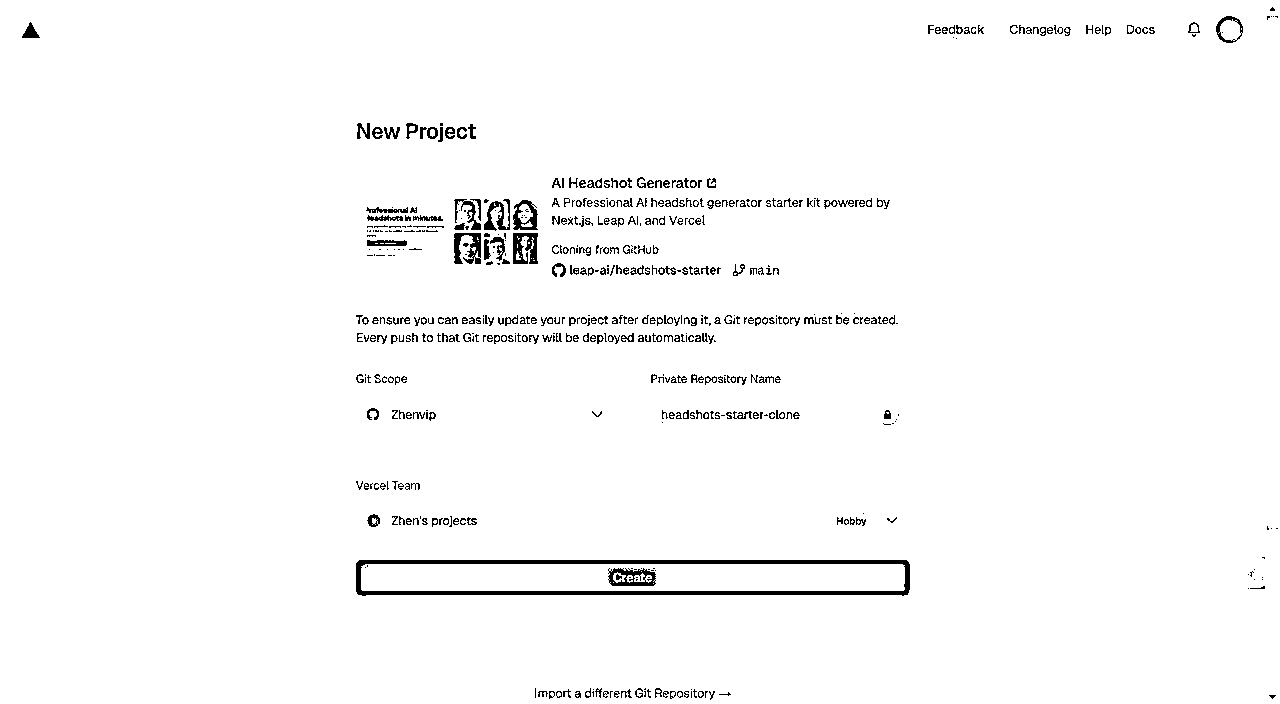 Feedback
Changelog
Help
Docs
New Project
Professional AI
headshots in minutes.
AI Headshot Generator
A Professional AI headshot generator starter kit powered by
Next.js, Leap AI, and Vercel
Cloning from GitHub
leap-ai/headshots-starter
main
To ensure you can easily update your project after deploying it, a Git repository must be created.
Every push to that Git repository will be deployed automatically.
Git Scope
Private Repository Name
Zhenvip
headshots-starter-clone
Vercel Team
Zhen's projects
Hobby
Create
Import a different Git Repository →